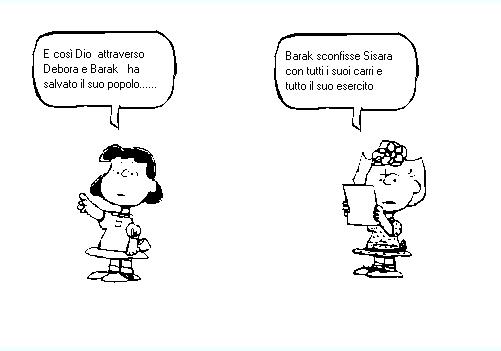 E così Dio attraverso
Debora e Barak ha
salvato il suo popolo......
Barak sconfisse Sisara
con tutti i suoi carri e
tutto il suo esercito